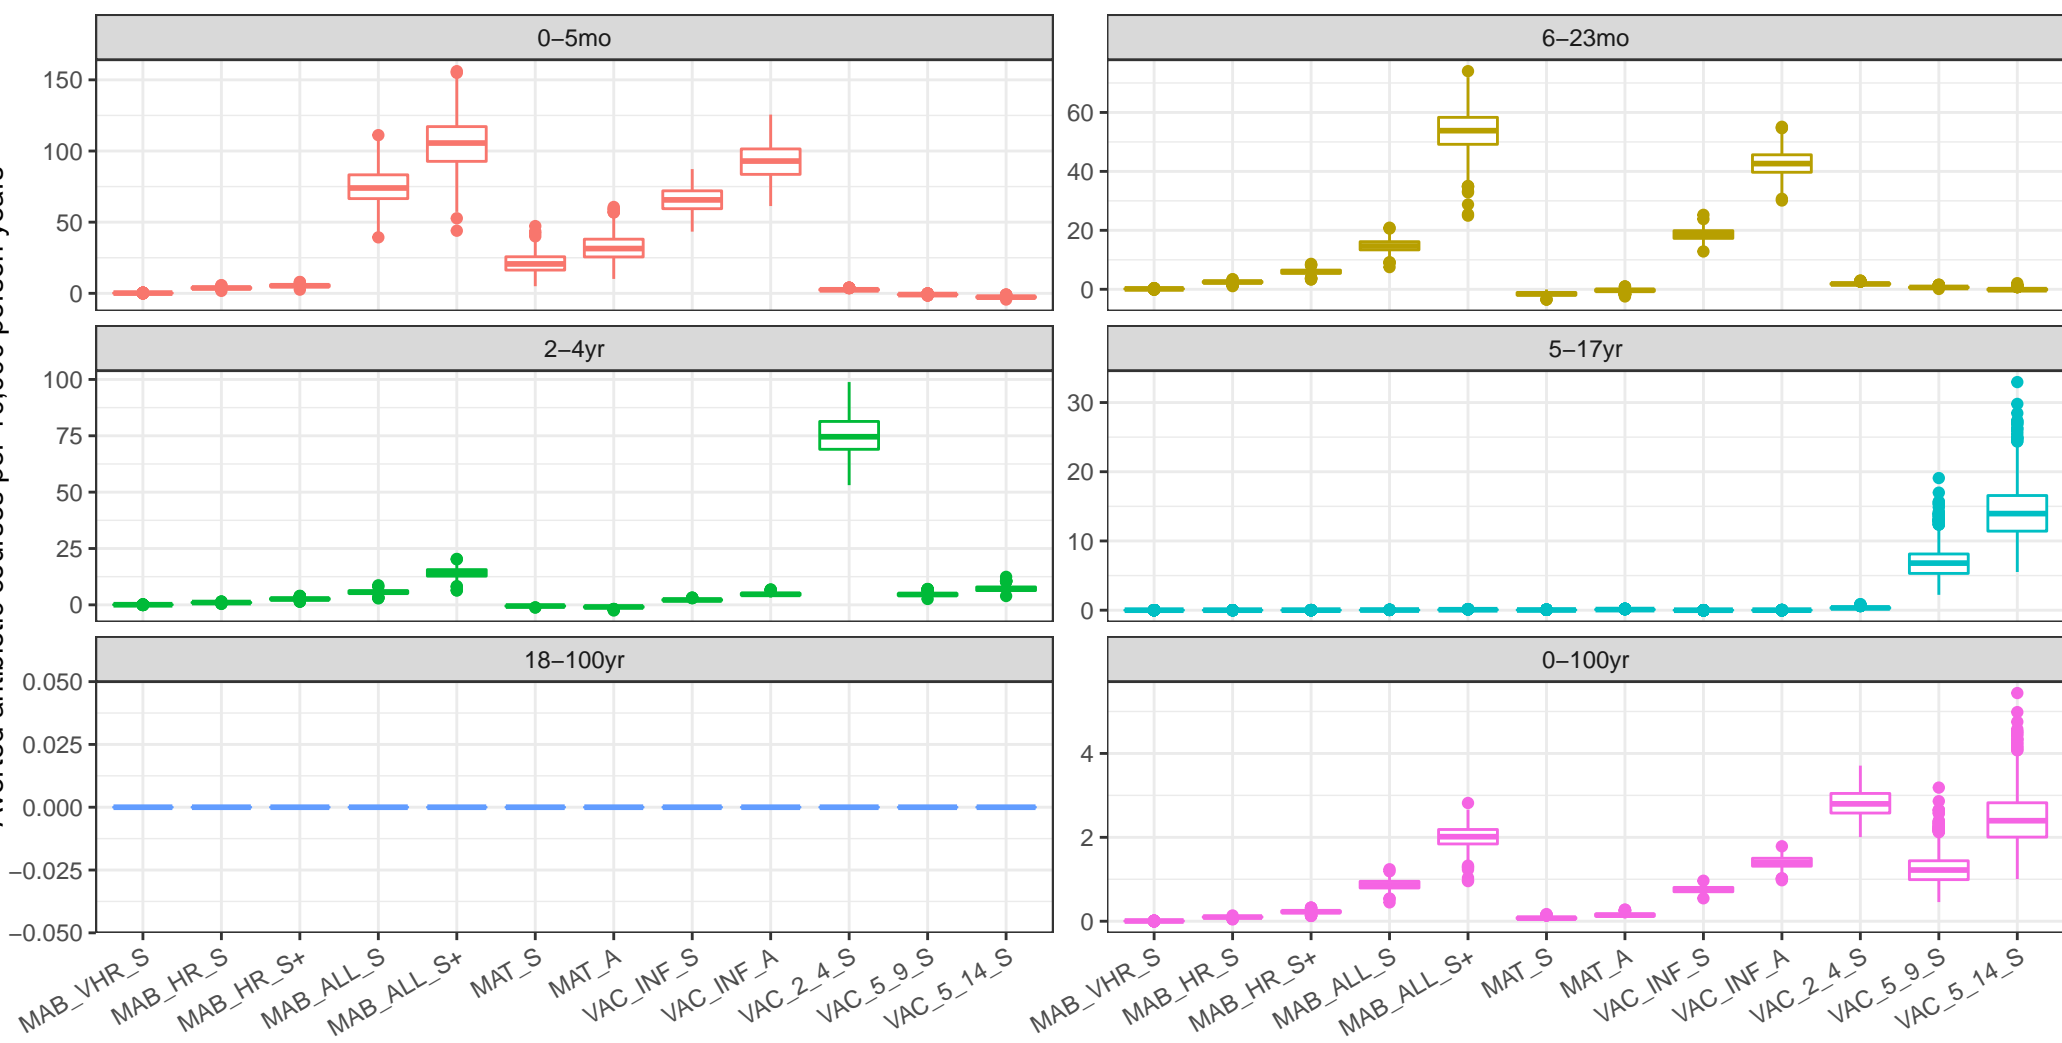 0–5mo
6–23mo
150
100
50
0
60
40
20
0
2–4yr
5–17yr
100
75
50
25
0
30
20
10
0
18–100yr
0–100yr
0.050
0.025
0.000
−0.025
−0.050
4
2
0
MAB_VHR_S
MAB_HR_S
MAB_HR_S+
MAB_ALL_S
MAB_ALL_S+
MAT_S
MAT_A
VAC_INF_S
VAC_INF_A
VAC_2_4_S
VAC_5_9_S
VAC_5_14_S
MAB_VHR_S
MAB_HR_S
MAB_HR_S+
MAB_ALL_S
MAB_ALL_S+
MAT_S
MAT_A
VAC_INF_S
VAC_INF_A
VAC_2_4_S
VAC_5_9_S
VAC_5_14_S